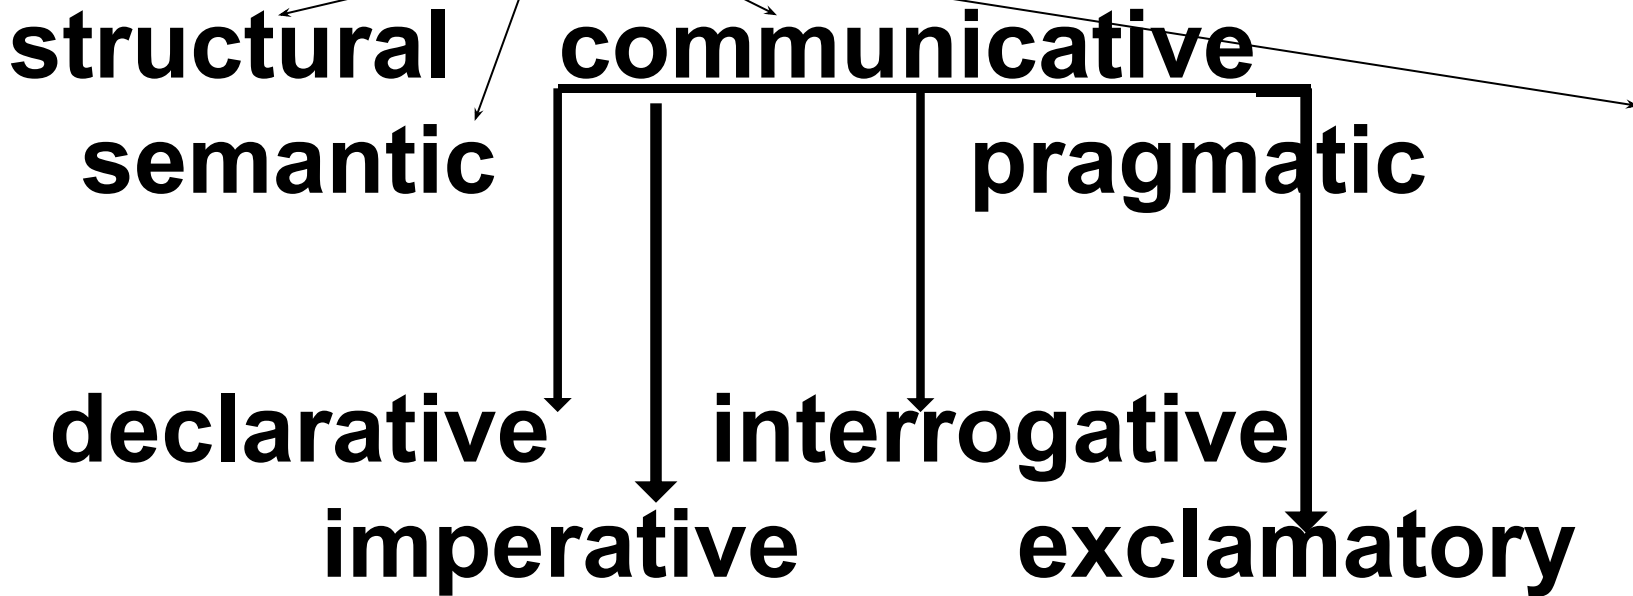 structural communicative
semantic pragmatic
declarative interrogative
imperative exclamatory